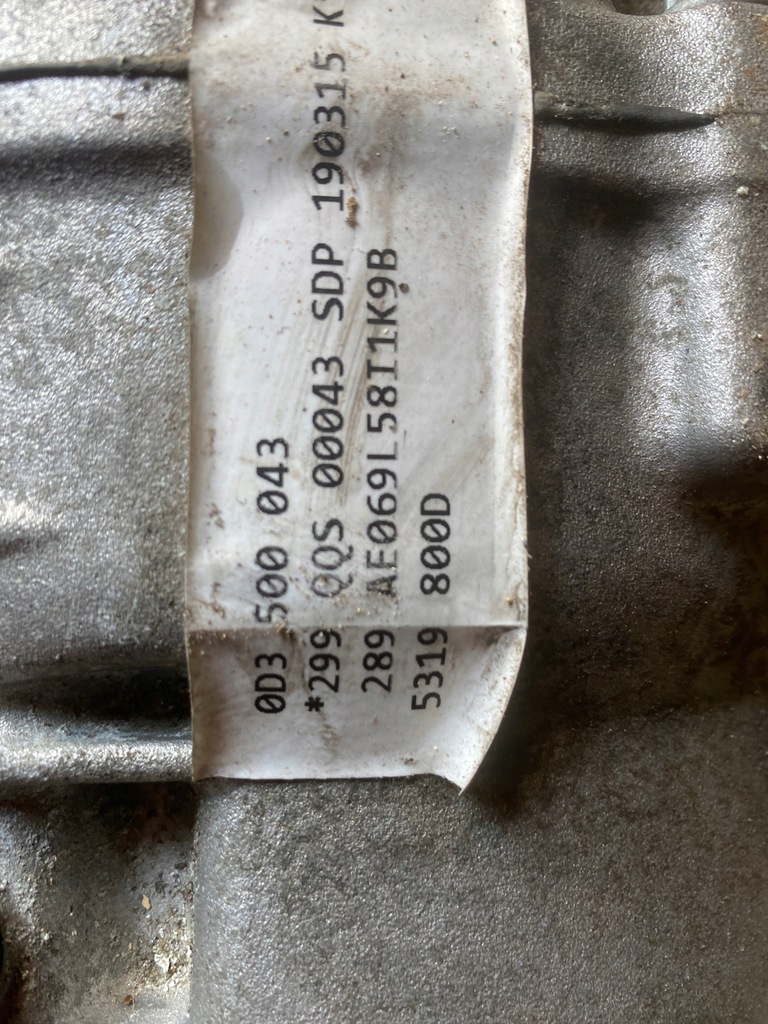 0D3 500 043
*299 QQS 00043 SDP 190315
289 AE069L58I1K9B
5319 800D